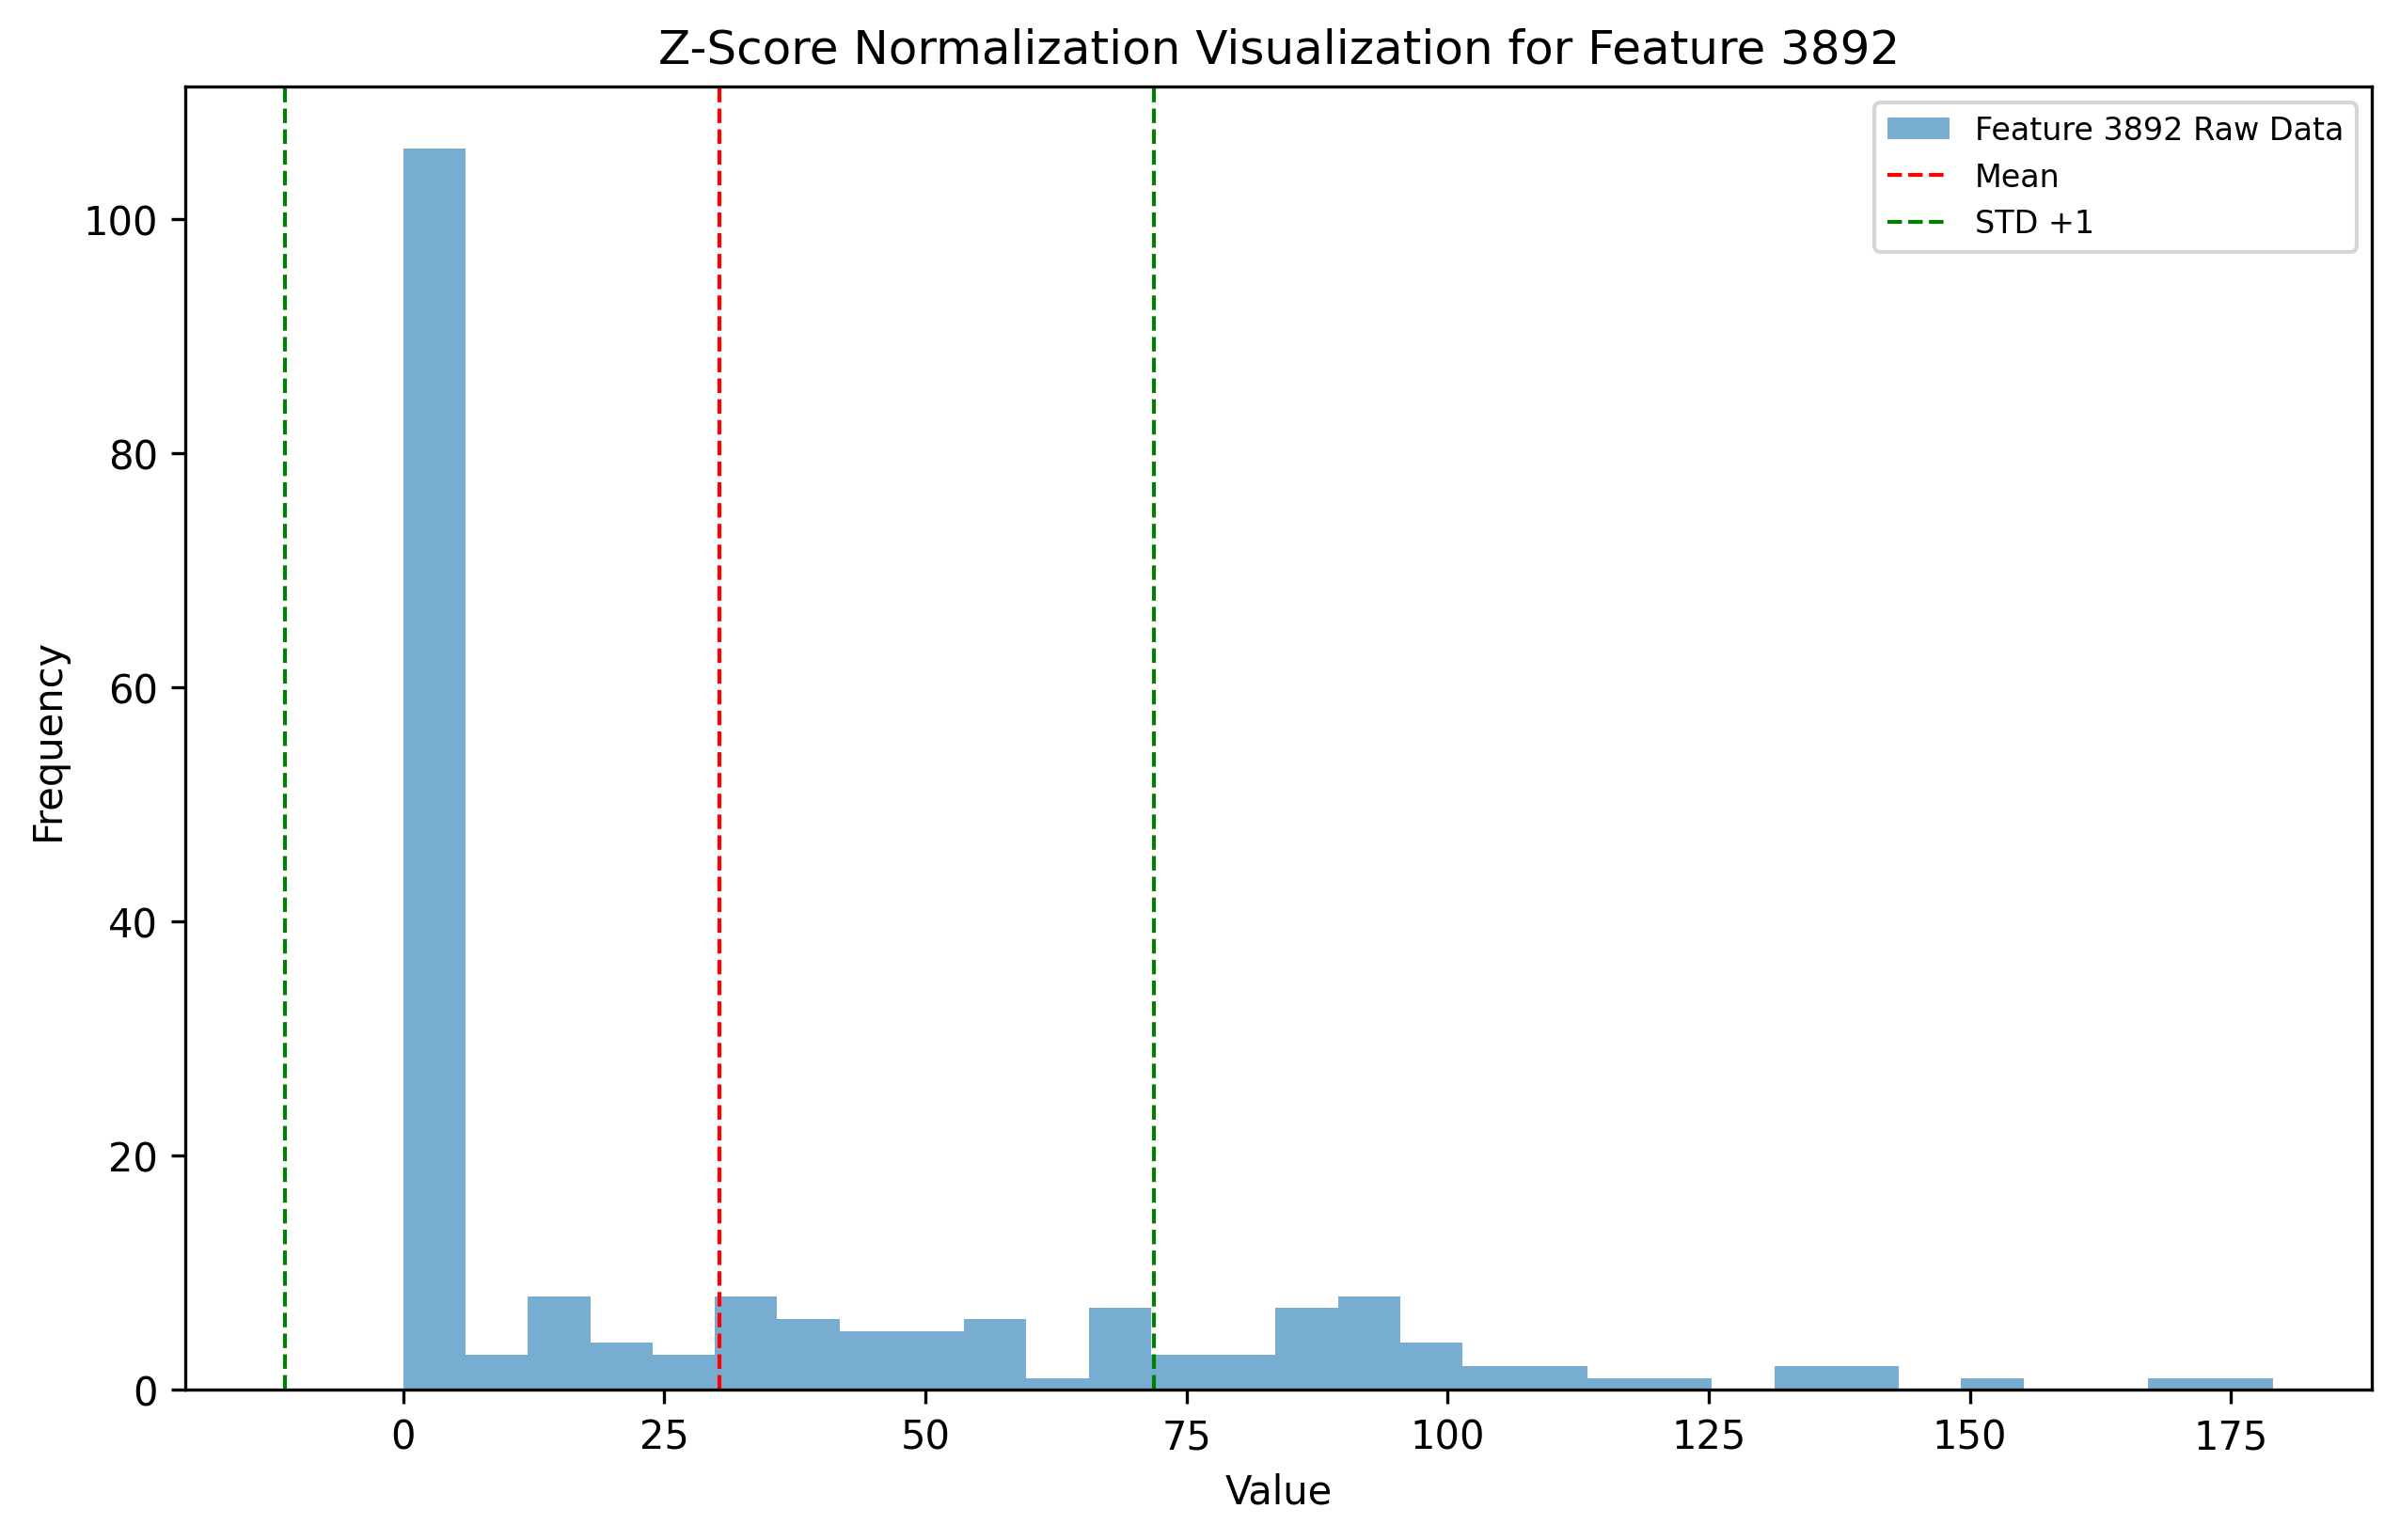 Z-Score Normalization Visualization for Feature 3892
Feature 3892 Raw Data
Mean
STD +1
100
80
60
40
20
0
Frequency
0 25 50 75 100 125 150 175
Value